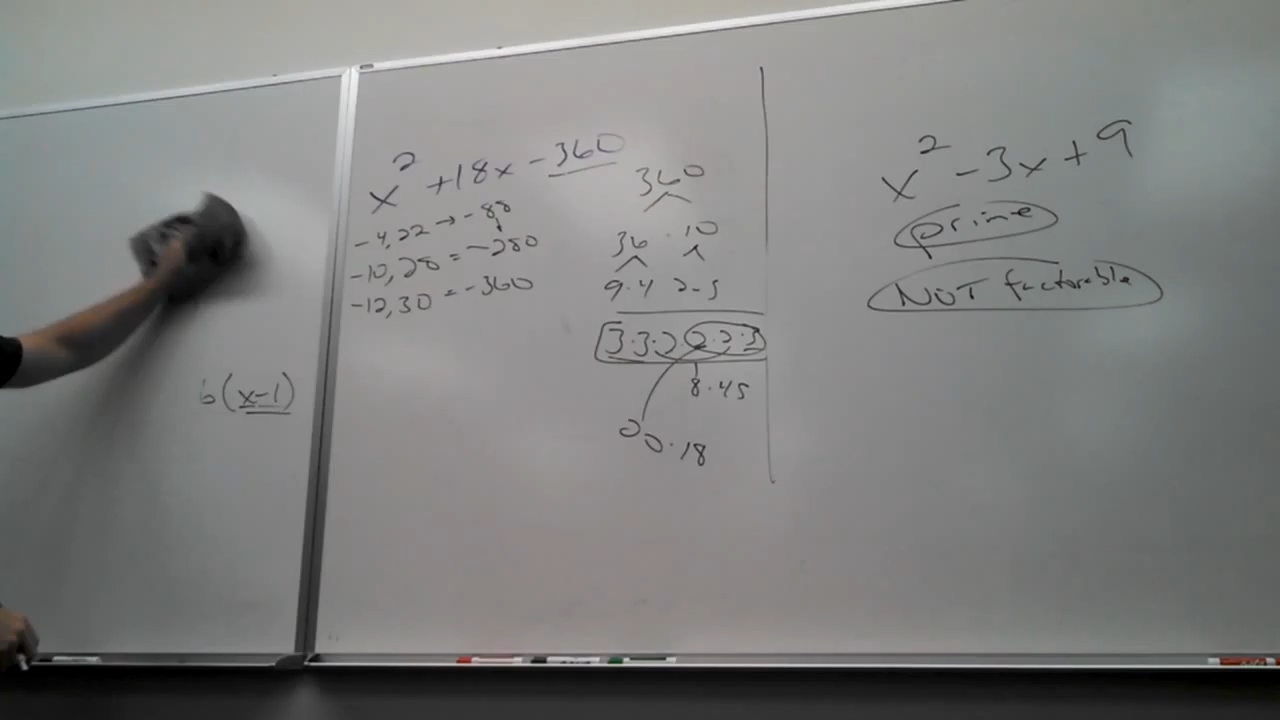 6(x-1)
x² +18x -360
-4,22 → -88
-10,28 = -280
-12,30 = -360
360
36 · 10
9·4 2·5
3·3·2·2·2·5
8·45
·18
x² -3x +9
prime
NOT factorable